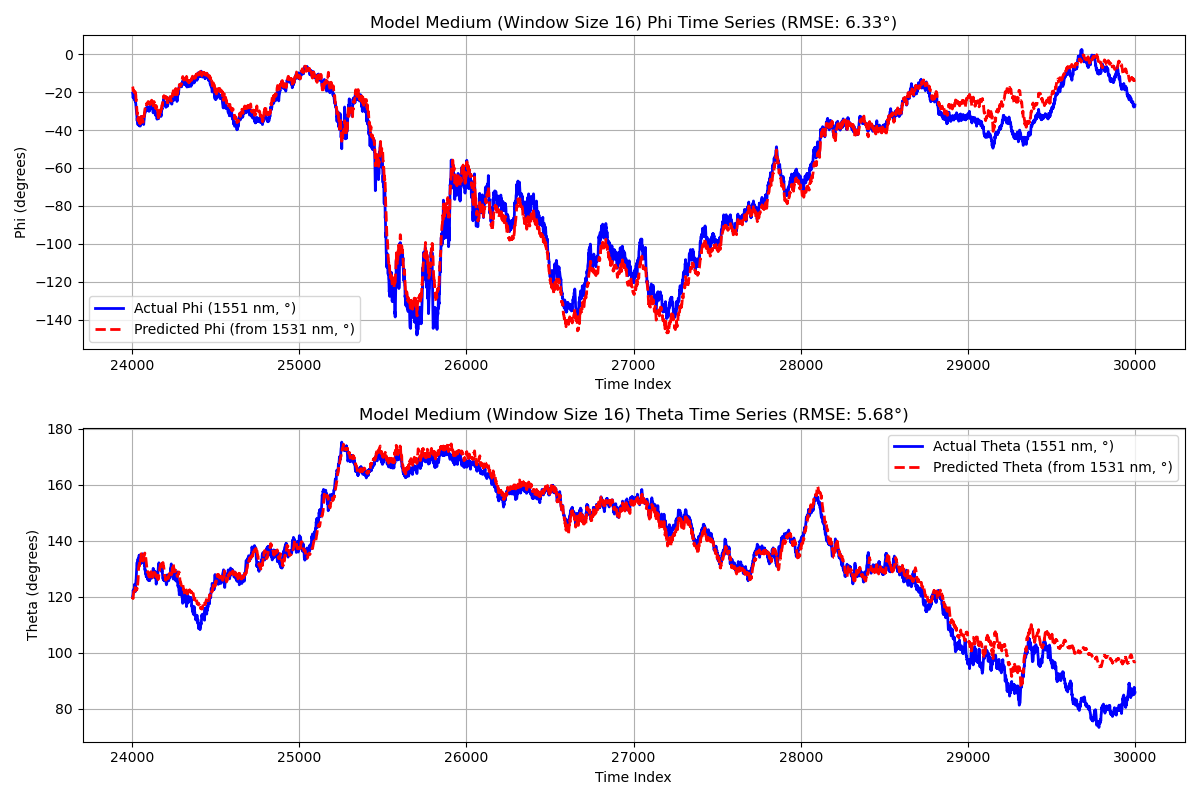 Model Medium (Window Size 16) Phi Time Series (RMSE: 6.33°)
Phi (degrees)
0
−20
−40
−60
−80
−100
−120
−140
Actual Phi (1551 nm, °)
Predicted Phi (from 1531 nm, °)
24000 25000 26000 27000 28000 29000 30000
Time Index
Model Medium (Window Size 16) Theta Time Series (RMSE: 5.68°)
Theta (degrees)
180
160
140
120
100
80
Actual Theta (1551 nm, °)
Predicted Theta (from 1531 nm, °)
24000 25000 26000 27000 28000 29000 30000
Time Index